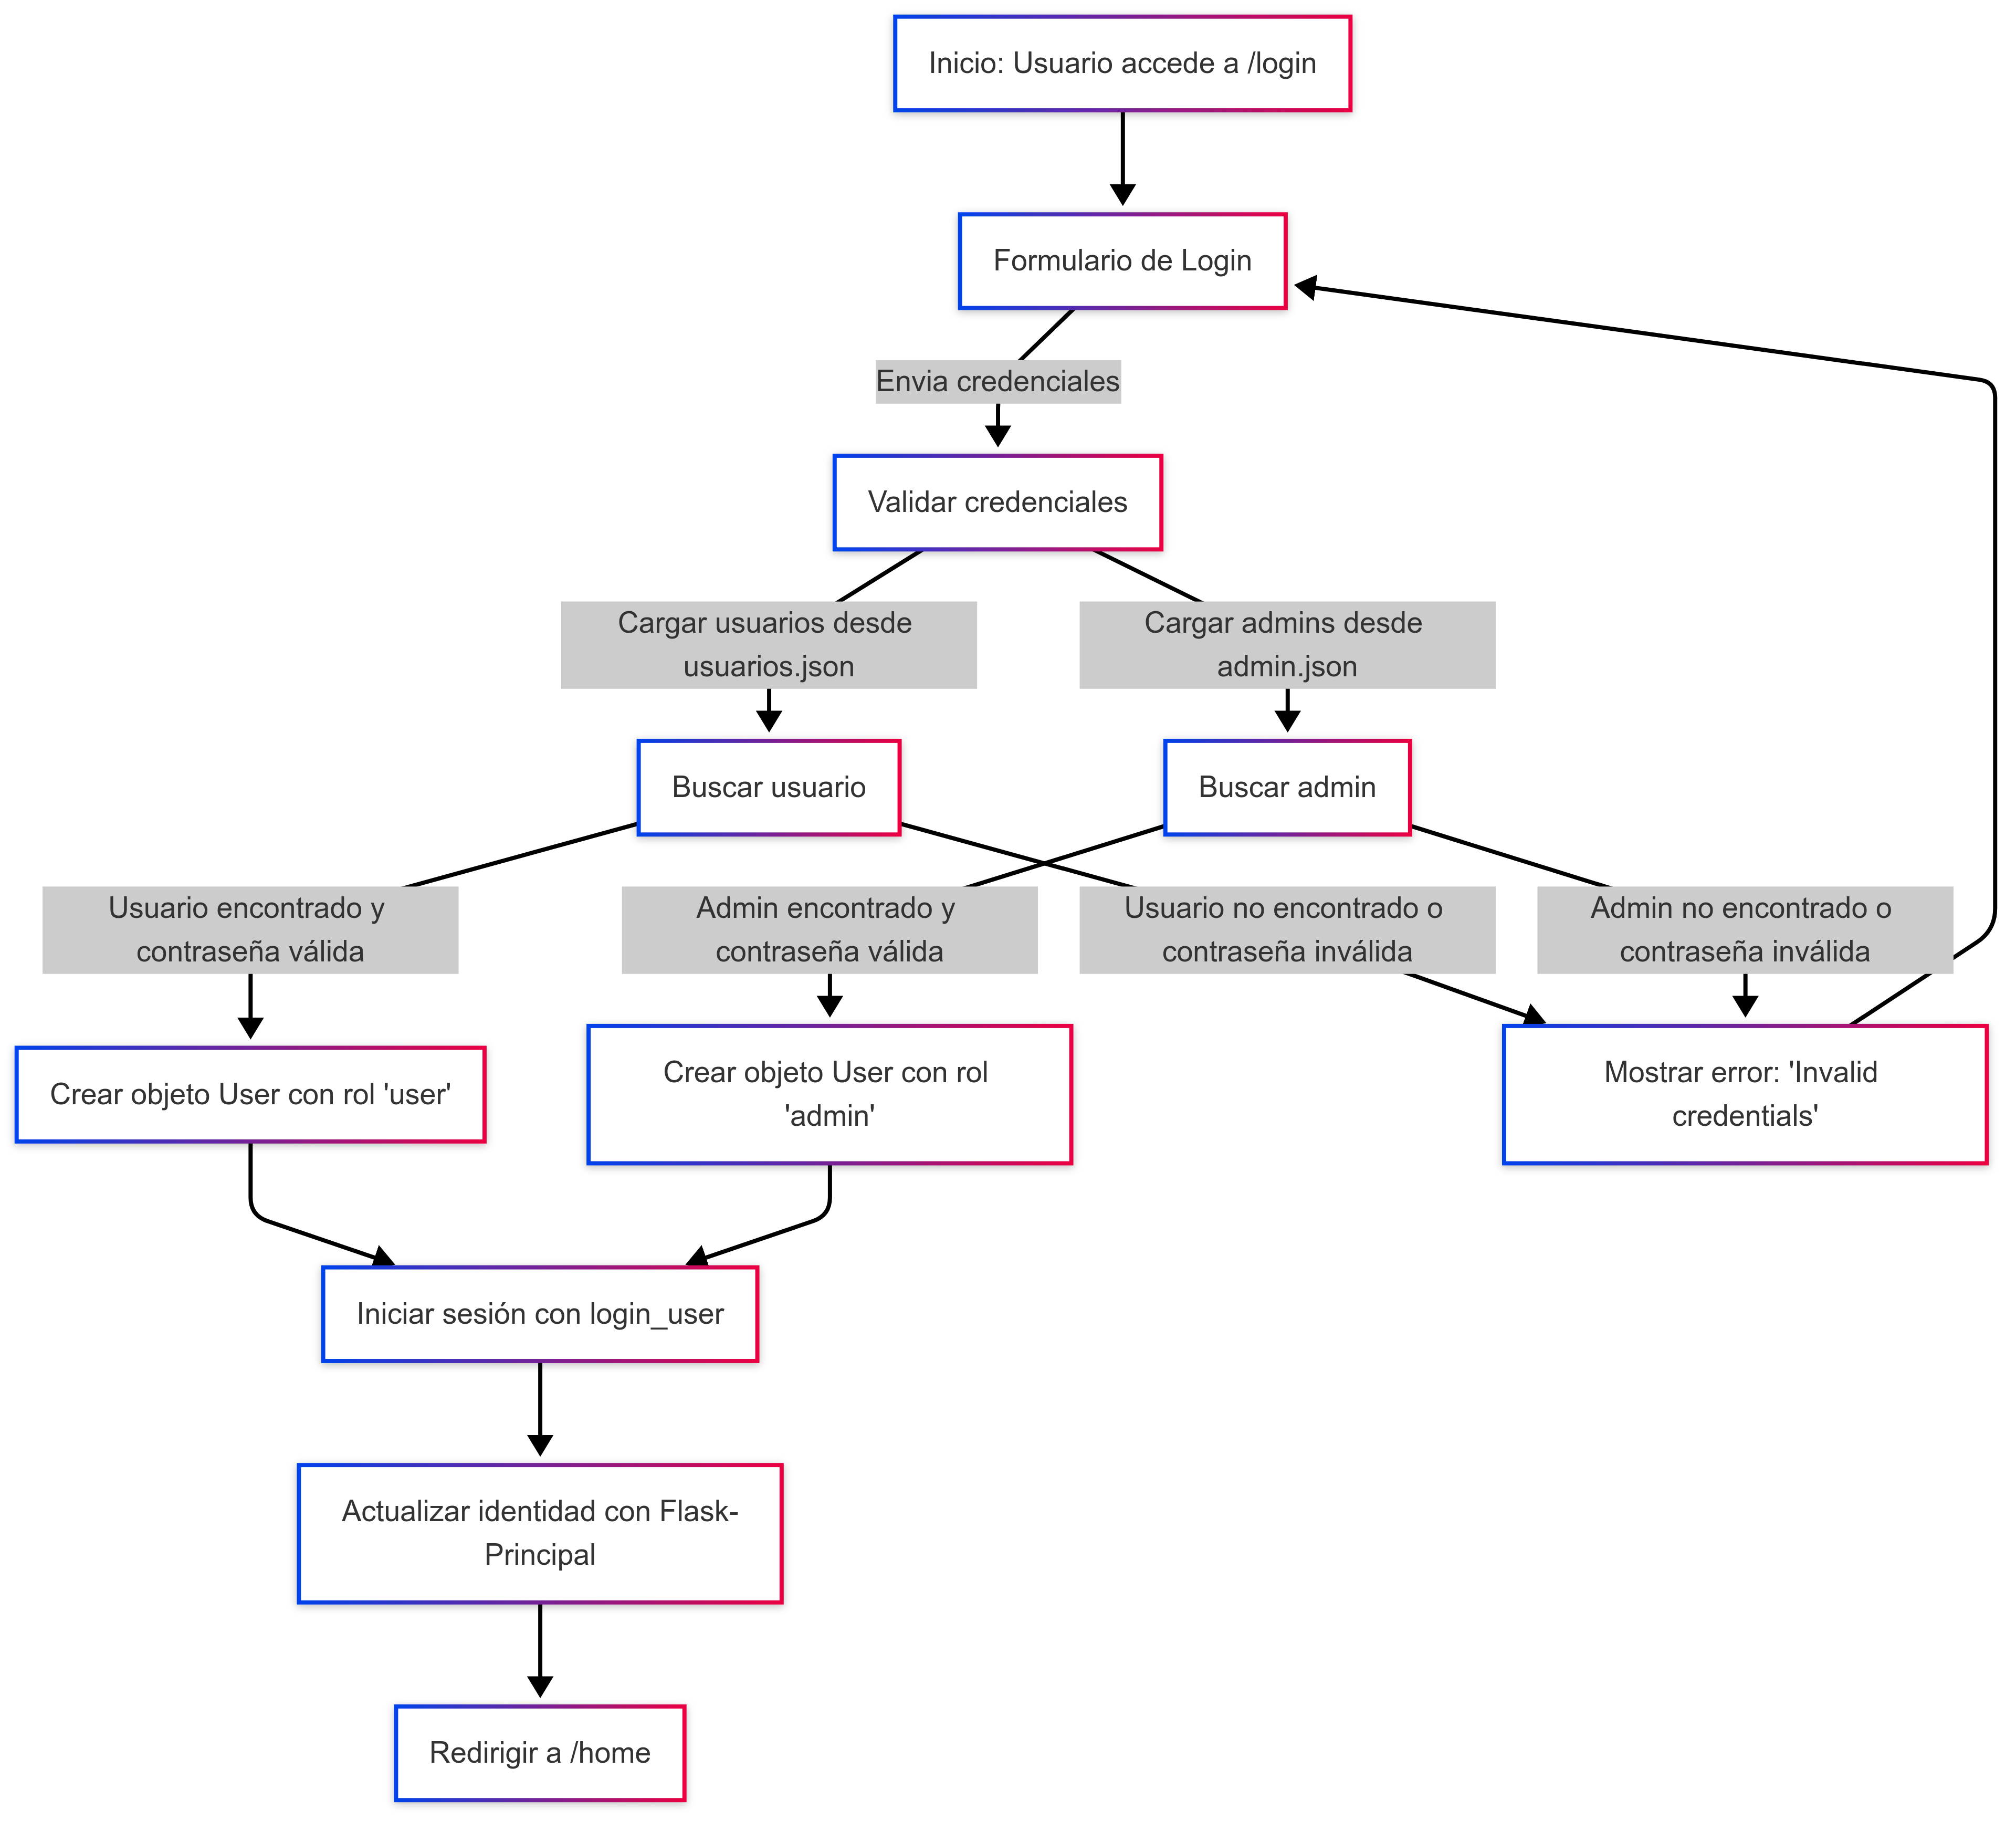 Inicio: Usuario accede a /login
Formulario de Login
Envia credenciales
Validar credenciales
Cargar usuarios desde
usuarios.json
Cargar admins desde
admin.json
Buscar usuario
Buscar admin
Usuario encontrado y
contraseña válida
Admin encontrado y
contraseña válida
Usuario no encontrado o
contraseña inválida
Admin no encontrado o
contraseña inválida
Crear objeto User con rol 'user'
Crear objeto User con rol
'admin'
Mostrar error: 'Invalid
credentials'
Iniciar sesión con login_user
Actualizar identidad con Flask-
Principal
Redirigir a /home